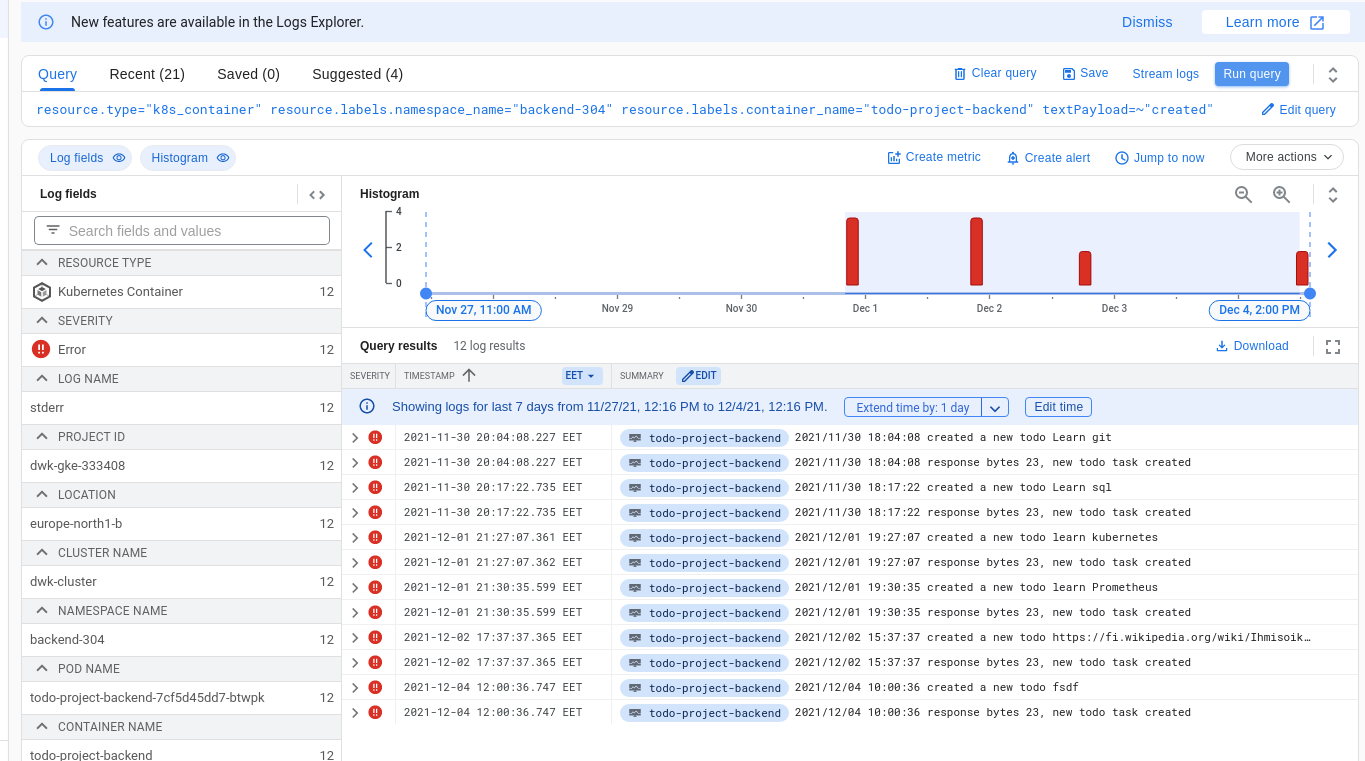 New features are available in the Logs Explorer.
Dismiss
Learn more
Query
Recent (21)
Saved (0)
Suggested (4)
Clear query
Save
Stream logs
Run query
resource.type="k8s_container" resource.labels.namespace_name="backend-304" resource.labels.container_name="todo-project-backend" textPayload=~"created"
Edit query
Log fields
Histogram
Create metric
Create alert
Jump to now
More actions
Log fields
Search fields and values
RESOURCE TYPE
Kubernetes Container 12
SEVERITY
Error 12
LOG NAME
stderr 12
PROJECT ID
dwk-gke-333408 12
LOCATION
europe-north1-b 12
CLUSTER NAME
dwk-cluster 12
NAMESPACE NAME
backend-304 12
POD NAME
todo-project-backend-7cf5d45dd7-btwpk 12
CONTAINER NAME
todo-project-backend 12
Histogram
4
2
0
Nov 27, 11:00 AM
Nov 29
Nov 30
Dec 1
Dec 2
Dec 3
Dec 4, 2:00 PM
Query results
12 log results
Download
SEVERITY
TIMESTAMP
EET
SUMMARY
EDIT
Showing logs for last 7 days from 11/27/21, 12:16 PM to 12/4/21, 12:16 PM.
Extend time by: 1 day
Edit time
2021-11-30 20:04:08.227 EET todo-project-backend 2021/11/30 18:04:08 created a new todo Learn git
2021-11-30 20:04:08.227 EET todo-project-backend 2021/11/30 18:04:08 response bytes 23, new todo task created
2021-11-30 20:17:22.735 EET todo-project-backend 2021/11/30 18:17:22 created a new todo Learn sql
2021-11-30 20:17:22.735 EET todo-project-backend 2021/11/30 18:17:22 response bytes 23, new todo task created
2021-12-01 21:27:07.361 EET todo-project-backend 2021/12/01 19:27:07 created a new todo learn kubernetes
2021-12-01 21:27:07.362 EET todo-project-backend 2021/12/01 19:27:07 response bytes 23, new todo task created
2021-12-01 21:30:35.599 EET todo-project-backend 2021/12/01 19:30:35 created a new todo learn Prometheus
2021-12-01 21:30:35.599 EET todo-project-backend 2021/12/01 19:30:35 response bytes 23, new todo task created
2021-12-02 17:37:37.365 EET todo-project-backend 2021/12/02 15:37:37 created a new todo https://fi.wikipedia.org/wiki/Ihmisoik…
2021-12-02 17:37:37.365 EET todo-project-backend 2021/12/02 15:37:37 response bytes 23, new todo task created
2021-12-04 12:00:36.747 EET todo-project-backend 2021/12/04 10:00:36 created a new todo fsdf
2021-12-04 12:00:36.747 EET todo-project-backend 2021/12/04 10:00:36 response bytes 23, new todo task created